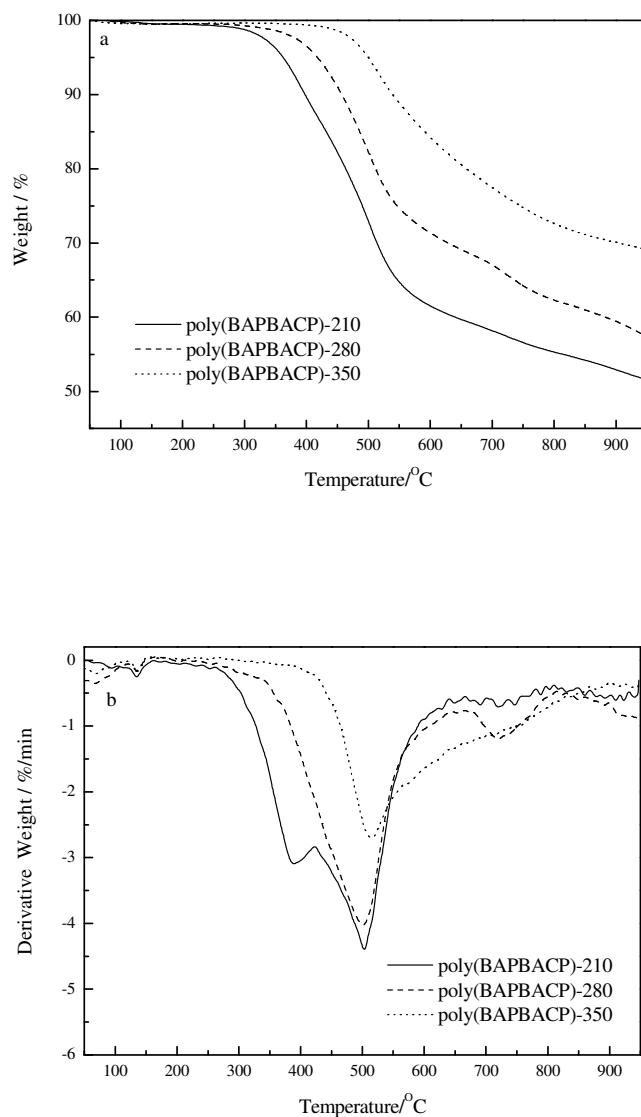 100
a
90
80
70
60
50
Weight / %
poly(BAPBACP)-210
poly(BAPBACP)-280
poly(BAPBACP)-350
100 200 300 400 500 600 700 800 900
Temperature/°C
0
b
-1
-2
-3
-4
-5
-6
Derivative Weight / %/min
poly(BAPBACP)-210
poly(BAPBACP)-280
poly(BAPBACP)-350
100 200 300 400 500 600 700 800 900
Temperature/°C